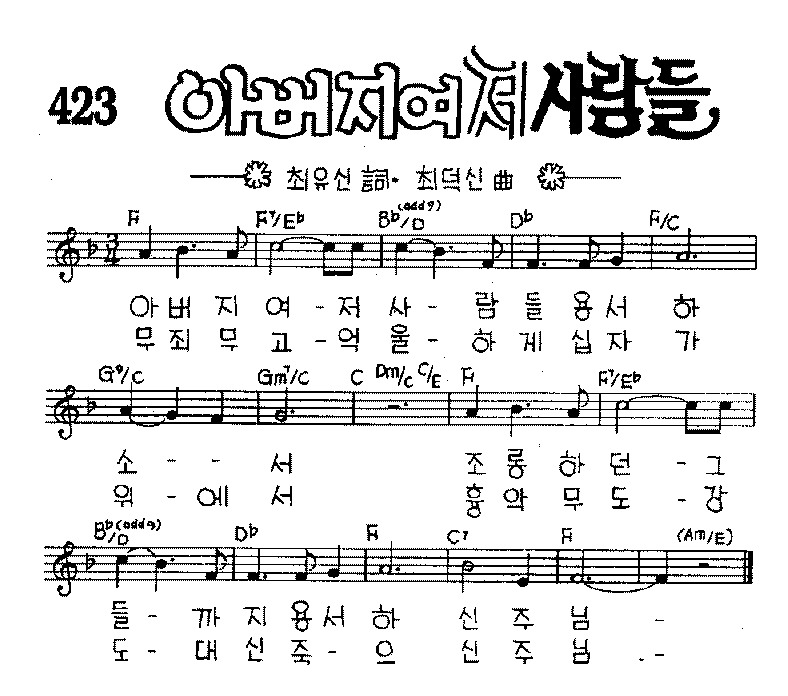 423 아버지여 저 사람들
최유신 詞· 최덕신 曲
F F⁷/E♭ B♭(add9)/D D♭ F/C
아 버 지 여 - 저 사 - 람 들 용 서 하
무 죄 무 고 - 억 울 - 하 게 십 자 가
G⁹/C Gm⁷/C C Dm/C C/E F F⁷/E♭
소 - - 서 조 롱 하 던 - 그
위 - 에 서 흉 악 무 도 - 강
B♭(add9)/D D♭ F C⁷ F (Am/E)
들 - 까 지 용 서 하 신 주 님 -
도 - 대 신 죽 - 으 신 주 님 -